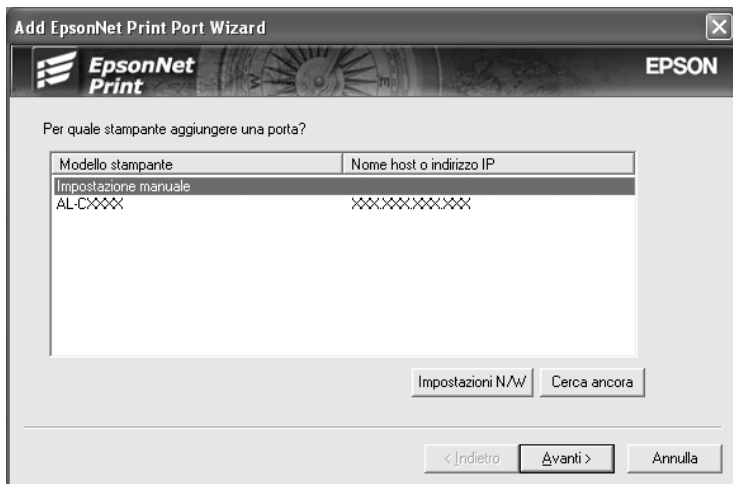 Add EpsonNet Print Port Wizard
EpsonNet
Print
EPSON
Per quale stampante aggiungere una porta?
Modello stampante Nome host o indirizzo IP
Impostazione manuale
AL-CXXXX XXX.XXX.XXX.XXX
Impostazioni N/W Cerca ancora
< Indietro Avanti > Annulla